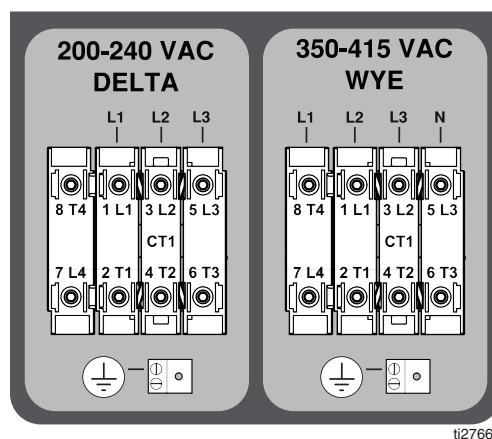 200-240 VAC
DELTA
L1 L2 L3
8 T4 1 L1 3 L2 5 L3
CT1
7 L4 2 T1 4 T2 6 T3
350-415 VAC
WYE
L1 L2 L3 N
8 T4 1 L1 3 L2 5 L3
CT1
7 L4 2 T1 4 T2 6 T3
ti2766